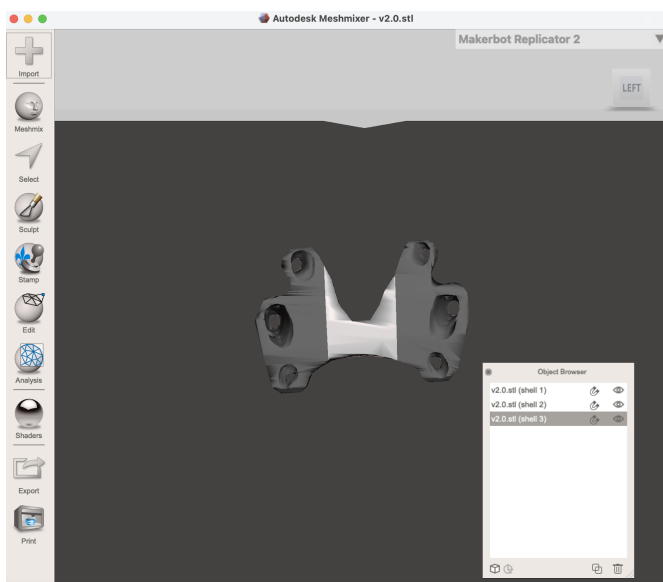 Autodesk Meshmixer - v2.0.stl
Makerbot Replicator 2
LEFT
Import
Meshmix
Select
Sculpt
Stamp
Edit
Analysis
Shaders
Export
Print
Object Browser
v2.0.stl (shell 1)
v2.0.stl (shell 2)
v2.0.stl (shell 3)